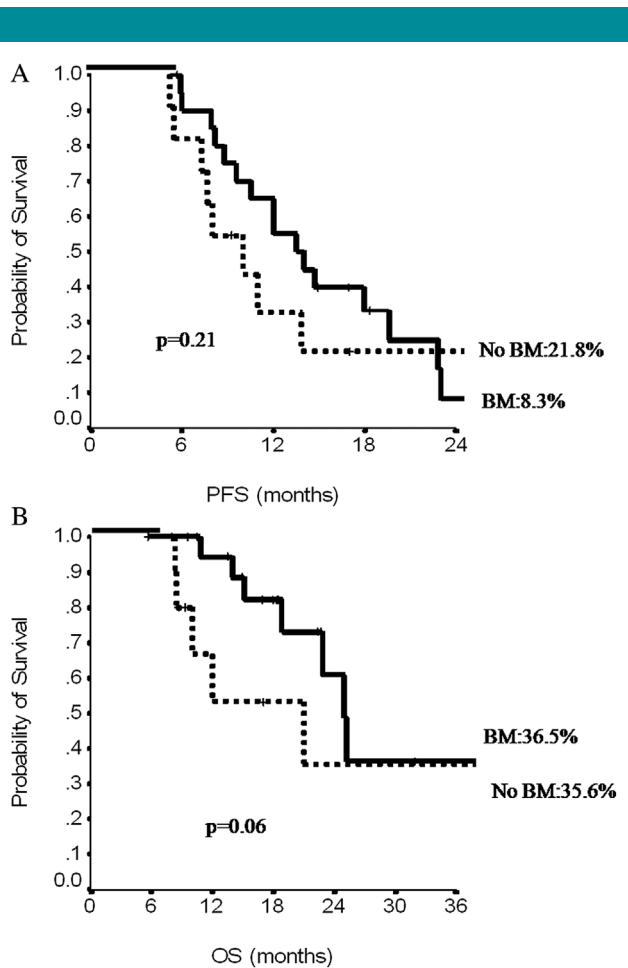 A
1.0
.9
.8
.7
.6
.5
.4
.3
.2
.1
0.0
Probability of Survival
p=0.21
No BM:21.8%
BM:8.3%
0 6 12 18 24
PFS (months)
B
1.0
.9
.8
.7
.6
.5
.4
.3
.2
.1
0.0
Probability of Survival
BM:36.5%
No BM:35.6%
p=0.06
0 6 12 18 24 30 36
OS (months)